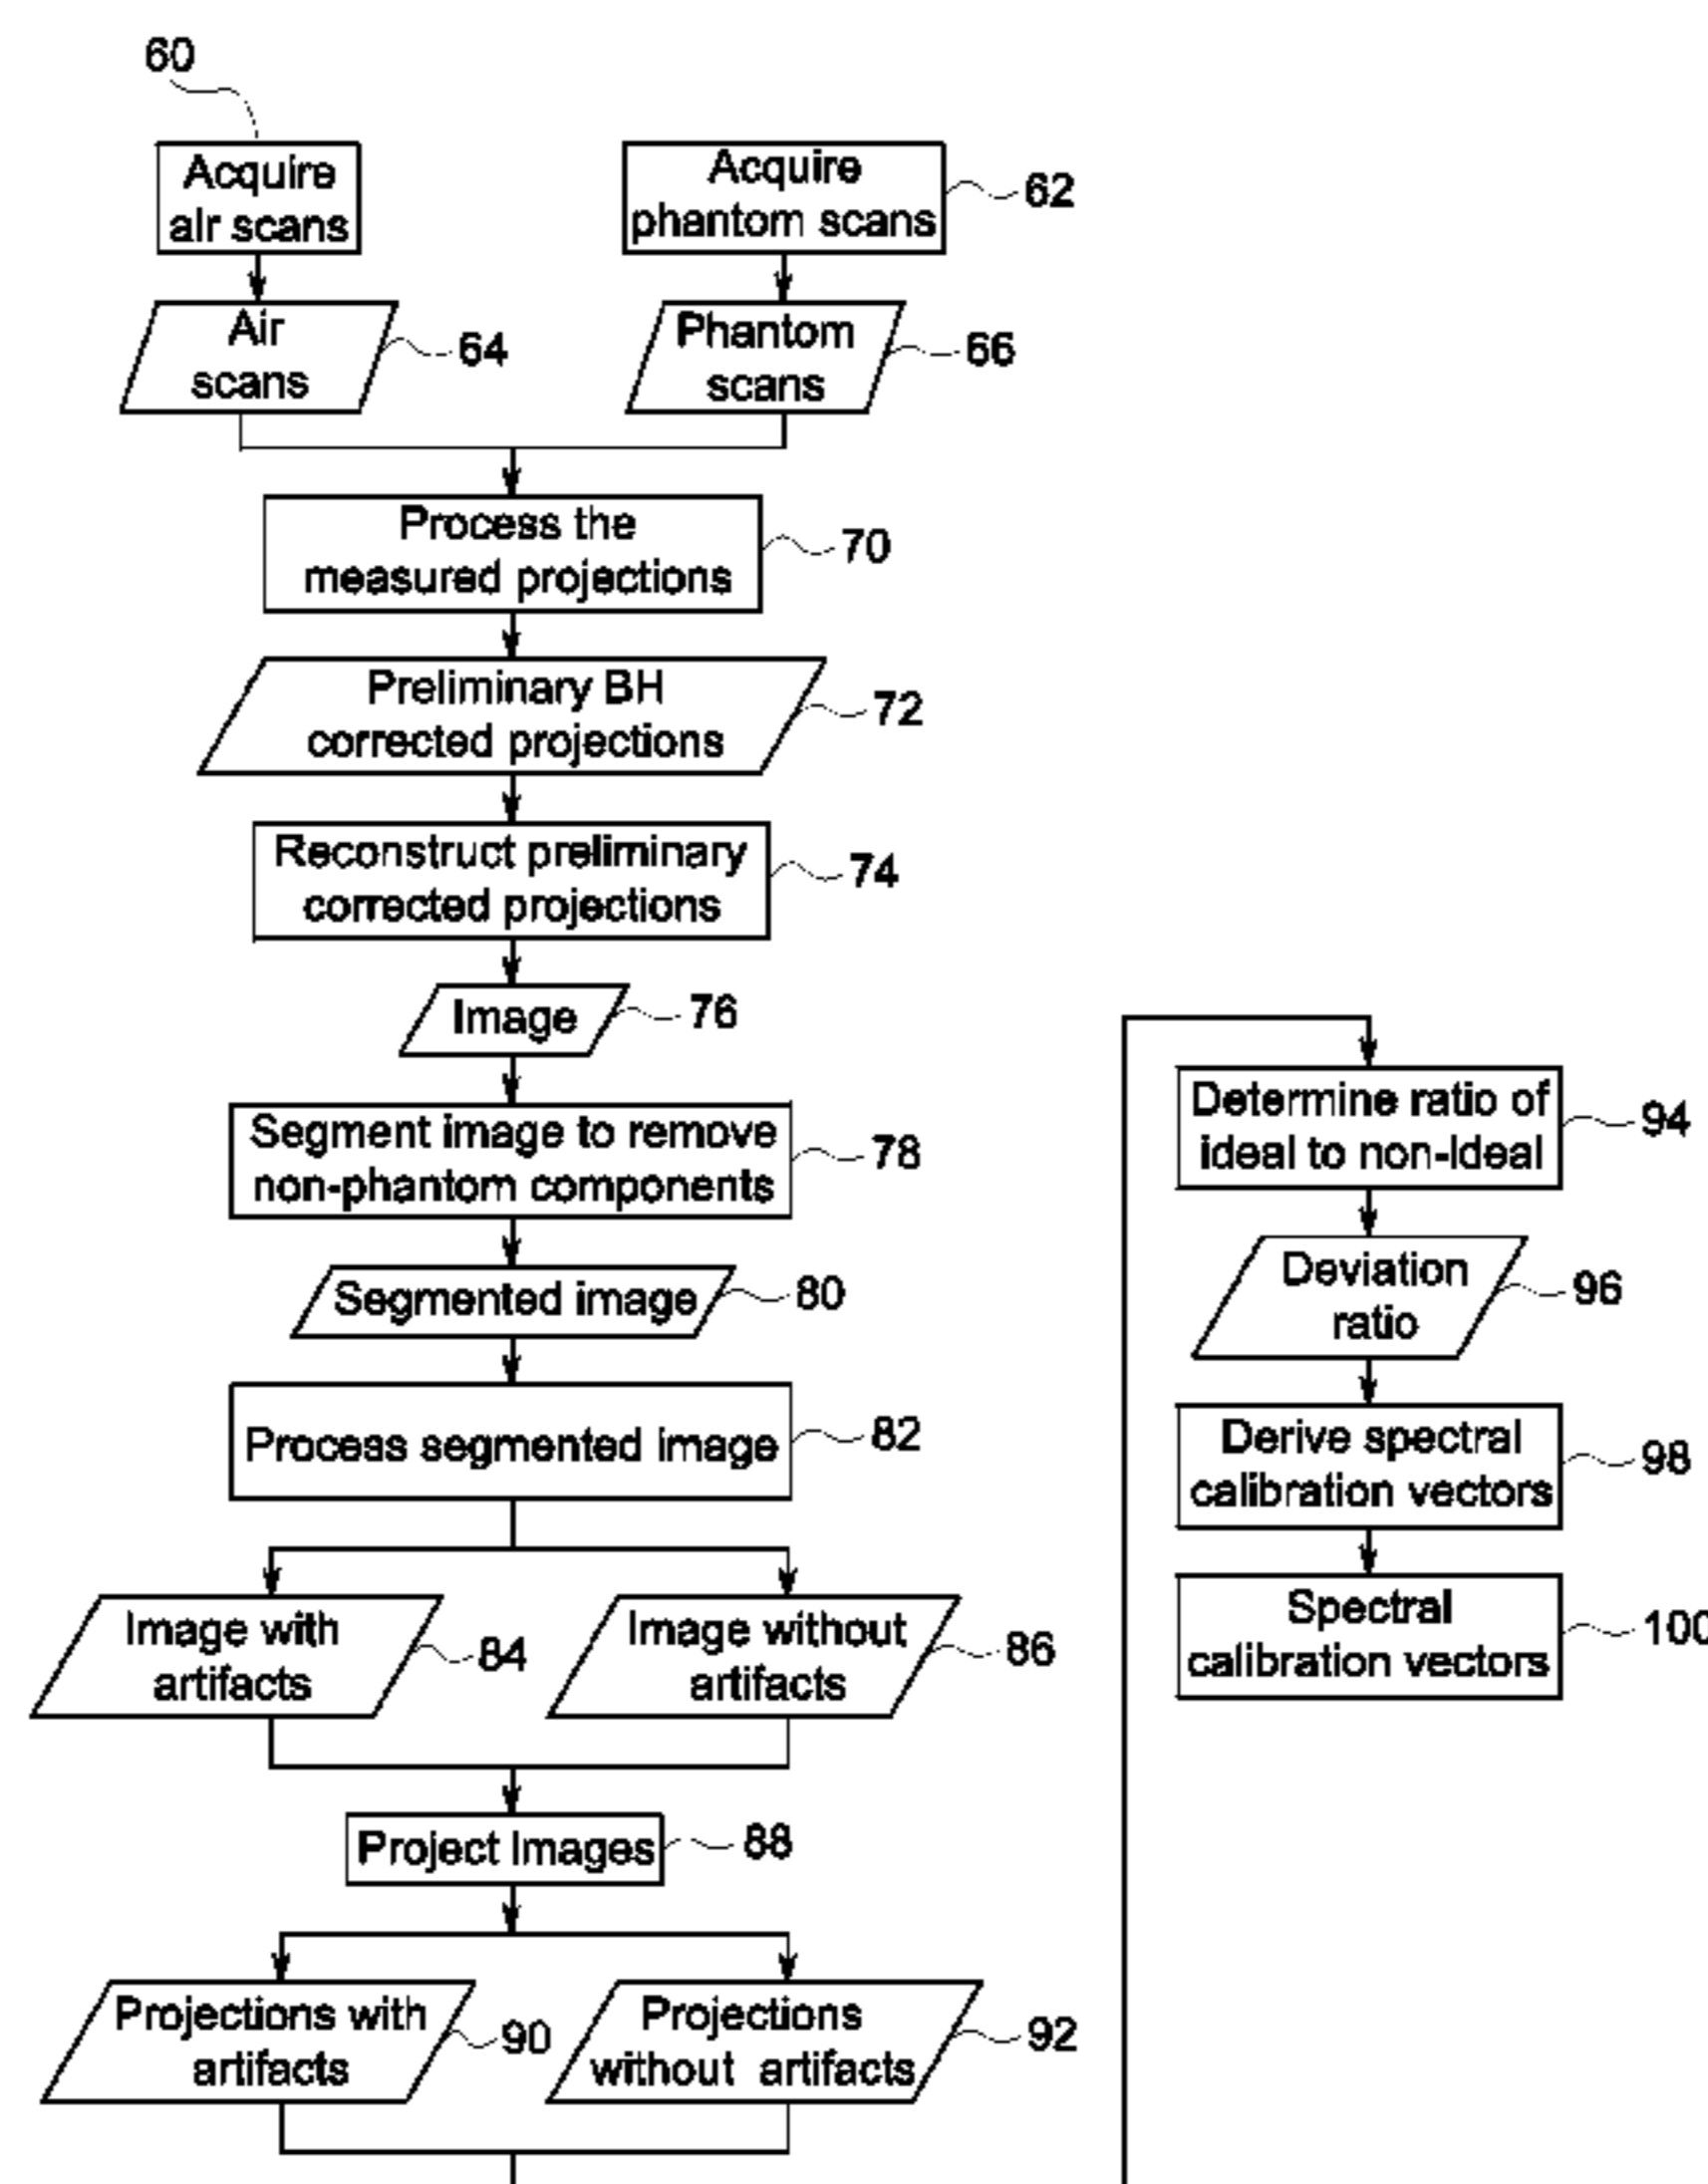 60
Acquire
air scans
Acquire
phantom scans
62
Air
scans
64
Phantom
scans
66
Process the
measured projections
70
Preliminary BH
corrected projections
72
Reconstruct preliminary
corrected projections
74
Image
76
Segment image to remove
non-phantom components
78
Segmented image
80
Process segmented image
82
Image with
artifacts
84
Image without
artifacts
86
Project Images
88
Projections with
artifacts
90
Projections
without artifacts
92
Determine ratio of
ideal to non-ideal
94
Deviation
ratio
96
Derive spectral
calibration vectors
98
Spectral
calibration vectors
100